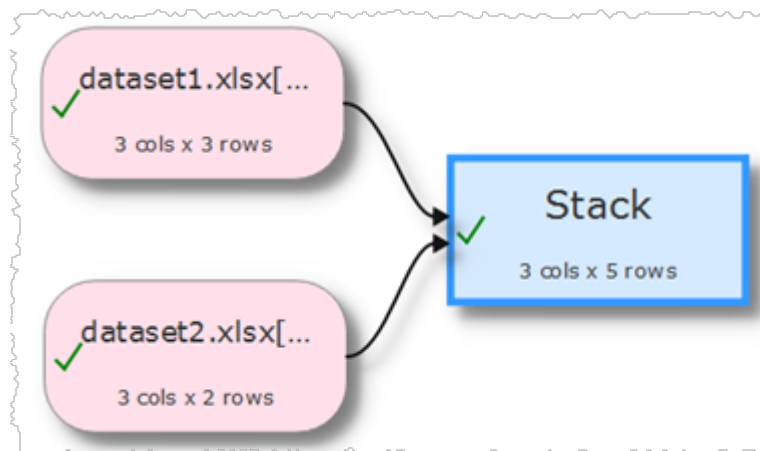 dataset1.xlsx[...
3 cols x 3 rows
Stack
3 cols x 5 rows
dataset2.xlsx[...
3 cols x 2 rows